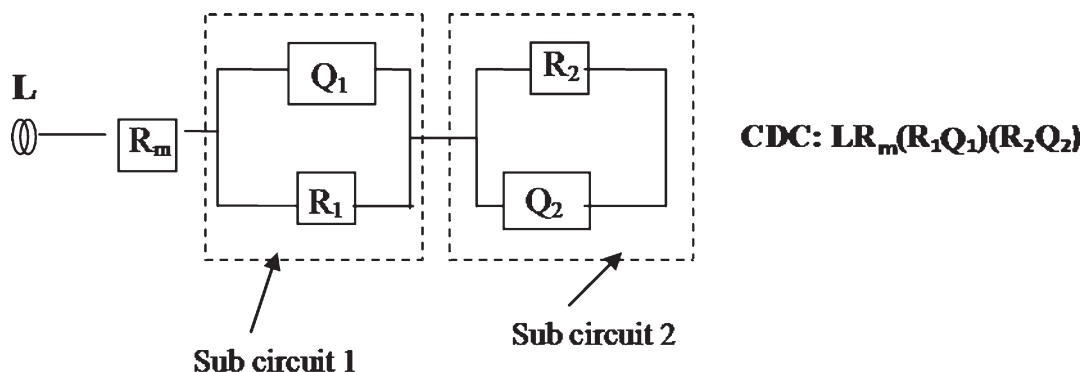 L
R₂
Q₁
Rₘ
CDC: LRₘ(R₁Q₁)(R₂Q₂)
R₁
Q₂
Sub circuit 2
Sub circuit 1